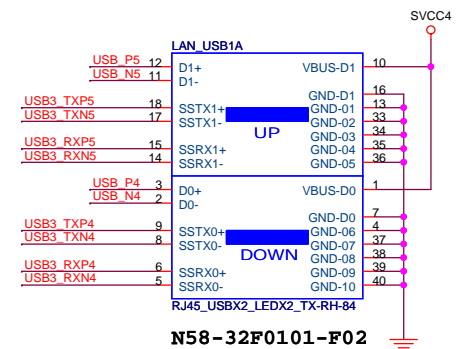 SVCC4
LAN_USB1A
USB_P5 12 D1+ VBUS-D1 10
USB_N5 11 D1-
GND-D1 16
USB3_TXP5 18 SSTX1+ GND-01 13
USB3_TXN5 17 SSTX1- GND-02 33
UP GND-03 34
USB3_RXP5 15 SSRX1+ GND-04 35
USB3_RXN5 14 SSRX1- GND-05 36
USB_P4 3 D0+ VBUS-D0 1
USB_N4 2 D0-
GND-D0 7
USB3_TXP4 9 SSTX0+ GND-06 4
USB3_TXN4 8 SSTX0- GND-07 37
DOWN GND-08 38
USB3_RXP4 6 SSRX0+ GND-09 39
USB3_RXN4 5 SSRX0- GND-10 40
RJ45_USBX2_LEDX2_TX-RH-84
N58-32F0101-F02